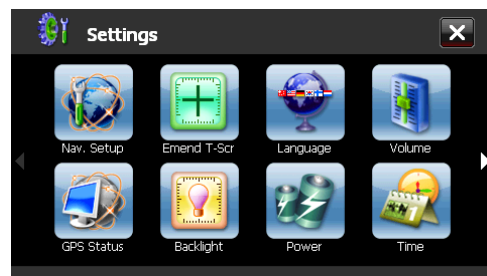 Settings
Nav. Setup
Emend T-Scr
Language
Volume
GPS Status
Backlight
Power
Time